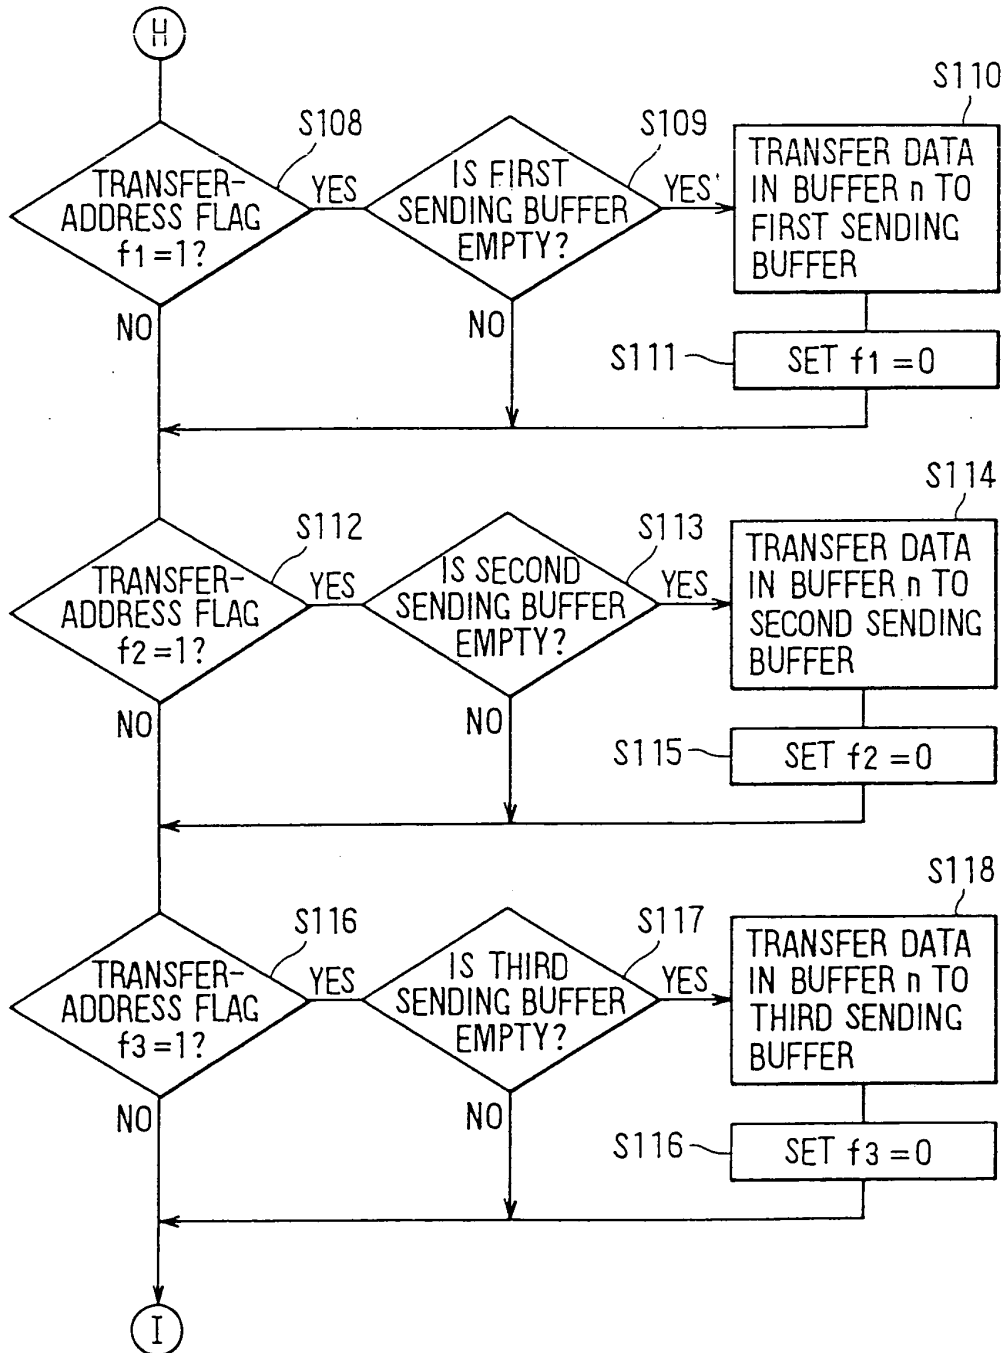 H
S108
TRANSFER-
ADDRESS FLAG
f1=1?
YES
NO
S109
IS FIRST
SENDING BUFFER
EMPTY?
YES
NO
S110
TRANSFER DATA
IN BUFFER n TO
FIRST SENDING
BUFFER
S111
SET f1=0
S112
TRANSFER-
ADDRESS FLAG
f2=1?
YES
NO
S113
IS SECOND
SENDING BUFFER
EMPTY?
YES
NO
S114
TRANSFER DATA
IN BUFFER n TO
SECOND SENDING
BUFFER
S115
SET f2=0
S116
TRANSFER-
ADDRESS FLAG
f3=1?
YES
NO
S117
IS THIRD
SENDING BUFFER
EMPTY?
YES
NO
S118
TRANSFER DATA
IN BUFFER n TO
THIRD SENDING
BUFFER
S116
SET f3=0
I